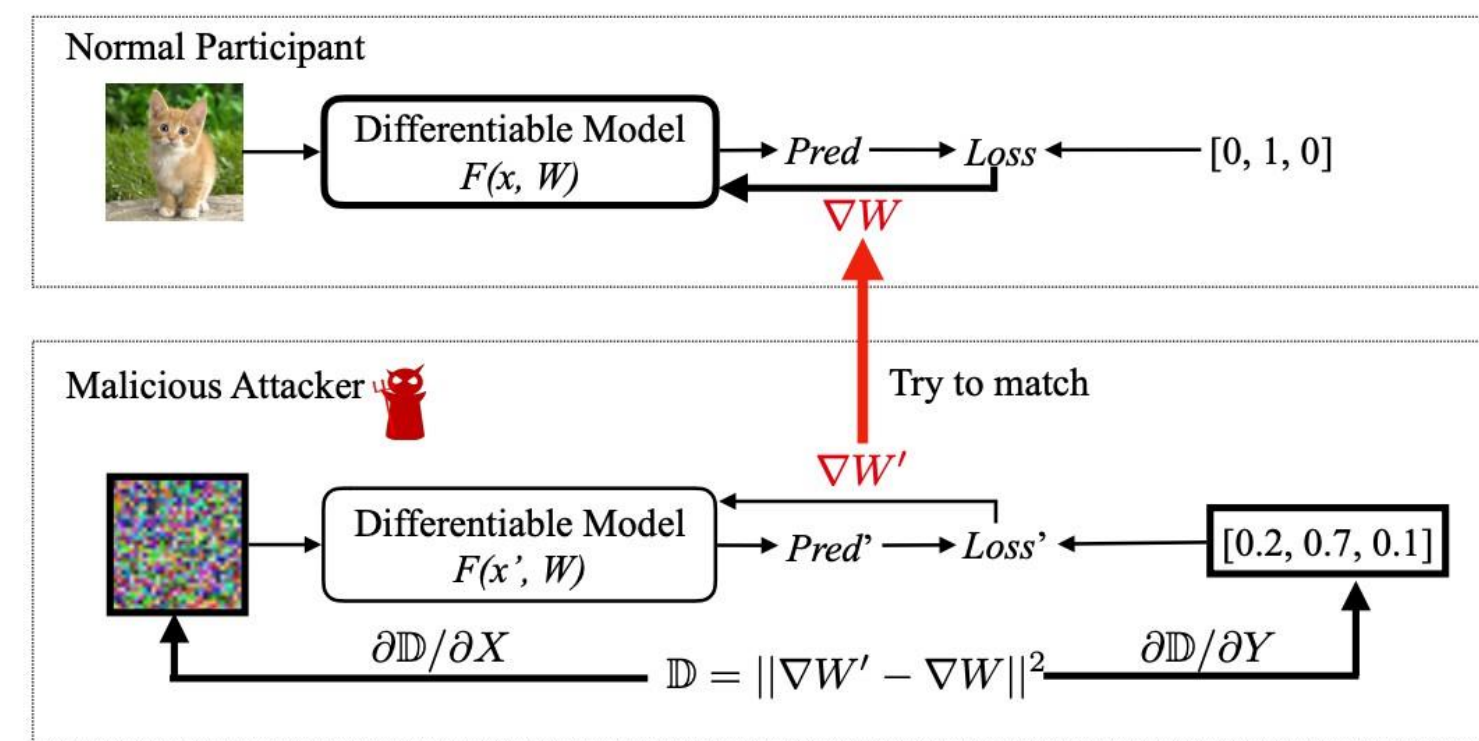 Normal Participant
Differentiable Model
F(x, W)
Pred
Loss
[0, 1, 0]
∇W
Try to match
Malicious Attacker
∇W′
Differentiable Model
F(x’, W)
Pred’
Loss’
[0.2, 0.7, 0.1]
∂𝔻/∂X
𝔻 = ||∇W′ − ∇W||²
∂𝔻/∂Y